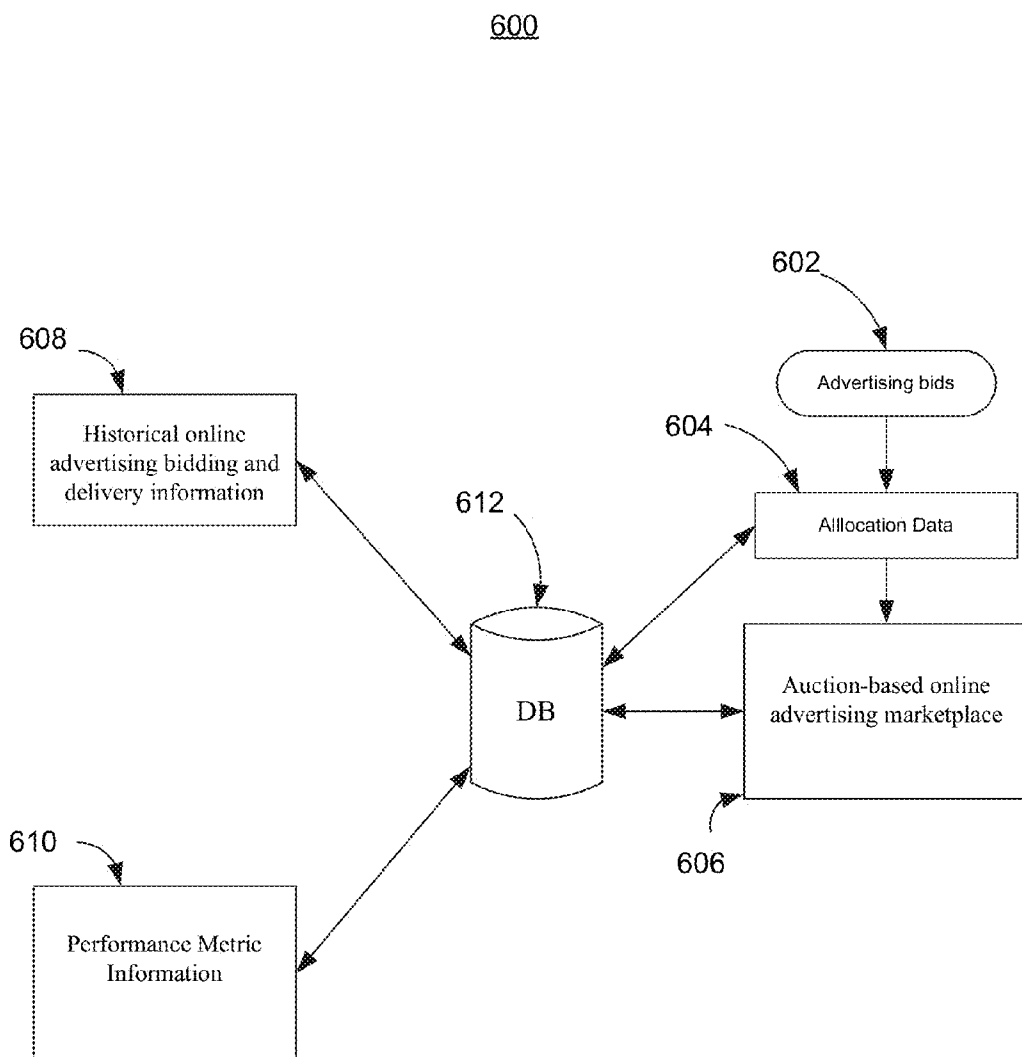 600
602
Advertising bids
608
604
Historical online
advertising bidding and
delivery information
612
Alllocation Data
DB
Auction-based online
advertising marketplace
610
606
Performance Metric
Information